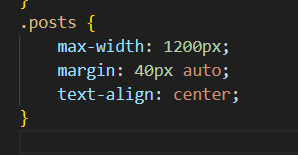 }
.posts {
    max-width: 1200px;
    margin: 40px auto;
    text-align: center;
}